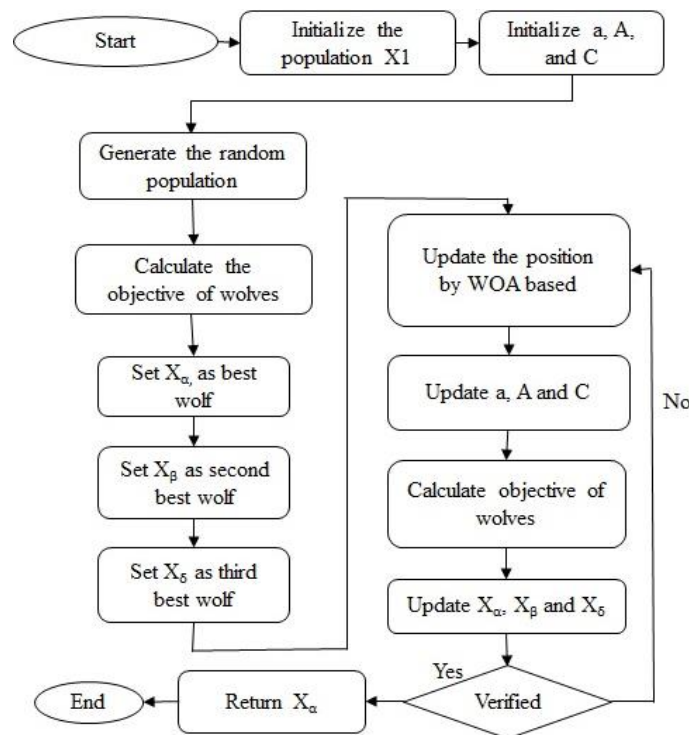 Start
Initialize the
population X1
Initialize a, A,
and C
Generate the random
population
Calculate the
objective of wolves
Set Xα, as best
wolf
Set Xβ as second
best wolf
Set Xδ as third
best wolf
Update the position
by WOA based
Update a, A and C
No
Calculate objective of
wolves
Update Xα, Xβ and Xδ
Yes
Verified
Return Xα
End